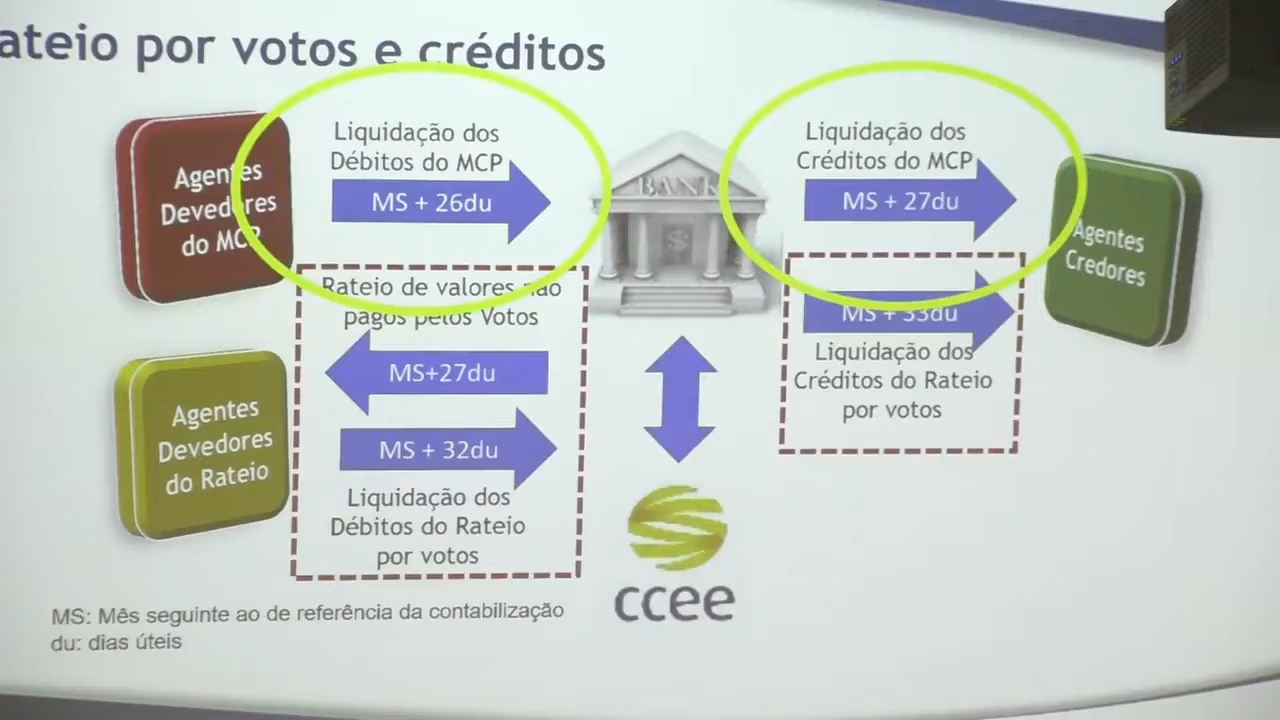 ateio por votos e créditos
Agentes
Devedores
do MCP
Liquidação dos
Débitos do MCP
MS + 26du
BANK
Liquidação dos
Créditos do MCP
MS + 27du
Agentes
Credores
Rateio de valores não
pagos pelos Votos
MS+27du
MS + 33du
Liquidação dos
Créditos do Rateio
por votos
Agentes
Devedores
do Rateio
MS + 32du
Liquidação dos
Débitos do Rateio
por votos
ccee
MS: Mês seguinte ao de referência da contabilização
du: dias úteis